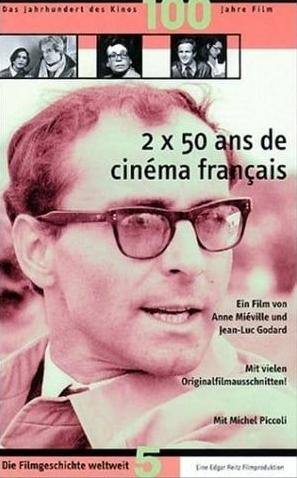 Das Jahrhundert des Kinos 100 Jahre Film
2 x 50 ans de
cinéma français
Ein Film von
Anne Miéville und
Jean-Luc Godard
Mit vielen
Originalfilmausschnitten!
Mit Michel Piccoli
Die Filmgeschichte weltweit 5 Eine Edgar Reitz Filmproduktion